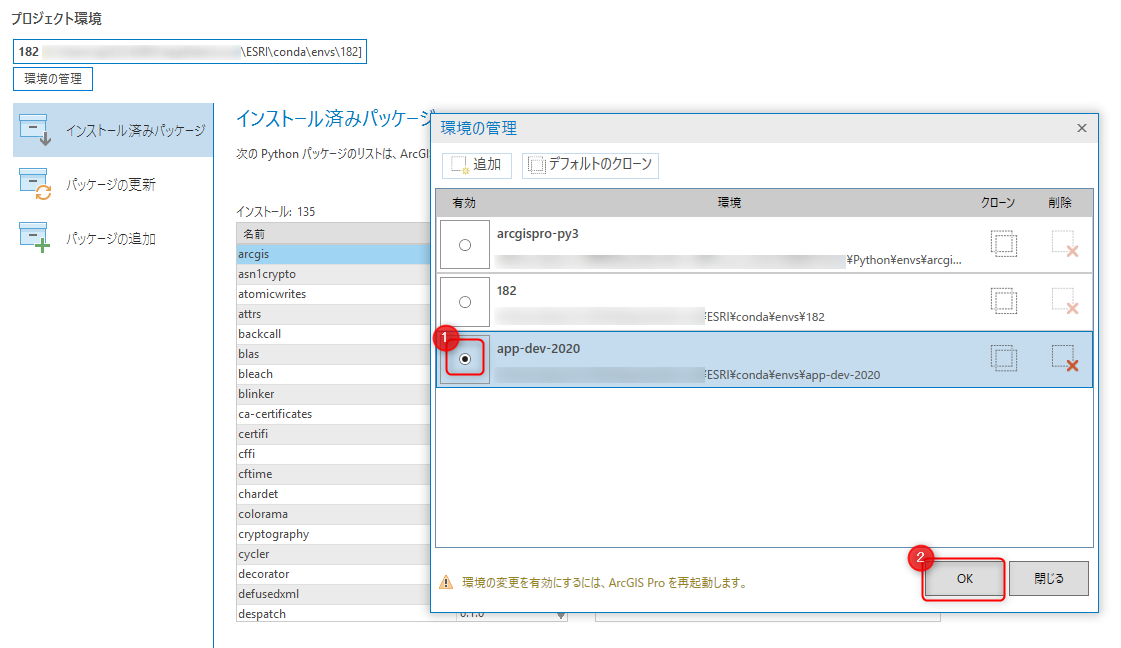 プロジェクト環境
182 \ESRI\conda\envs\182]
環境の管理
インストール済みパッケージ
パッケージの更新
パッケージの追加
インストール済みパッケージ
次の Python パッケージのリストは、ArcGI
インストール: 135
名前
arcgis
asn1crypto
atomicwrites
attrs
backcall
blas
bleach
blinker
ca-certificates
certifi
cffi
cftime
chardet
colorama
cryptography
cycler
decorator
defusedxml
despatch 0.1.0
環境の管理
追加 デフォルトのクローン
有効 環境 クローン 削除
arcgispro-py3
¥Python¥envs¥arcgi...
182
¥ESRI¥conda¥envs¥182
1
app-dev-2020
¥ESRI¥conda¥envs¥app-dev-2020
環境の変更を有効にするには、ArcGIS Pro を再起動します。
2
OK 閉じる